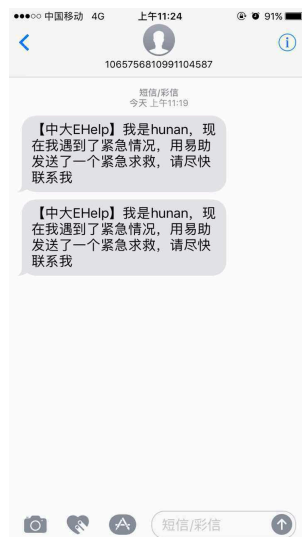 中国移动 4G 上午11:24 91%
1065756810991104587
短信/彩信
今天 上午11:19
【中大EHelp】我是hunan，现
在我遇到了紧急情况，用易助
发送了一个紧急求救，请尽快
联系我
【中大EHelp】我是hunan，现
在我遇到了紧急情况，用易助
发送了一个紧急求救，请尽快
联系我
短信/彩信